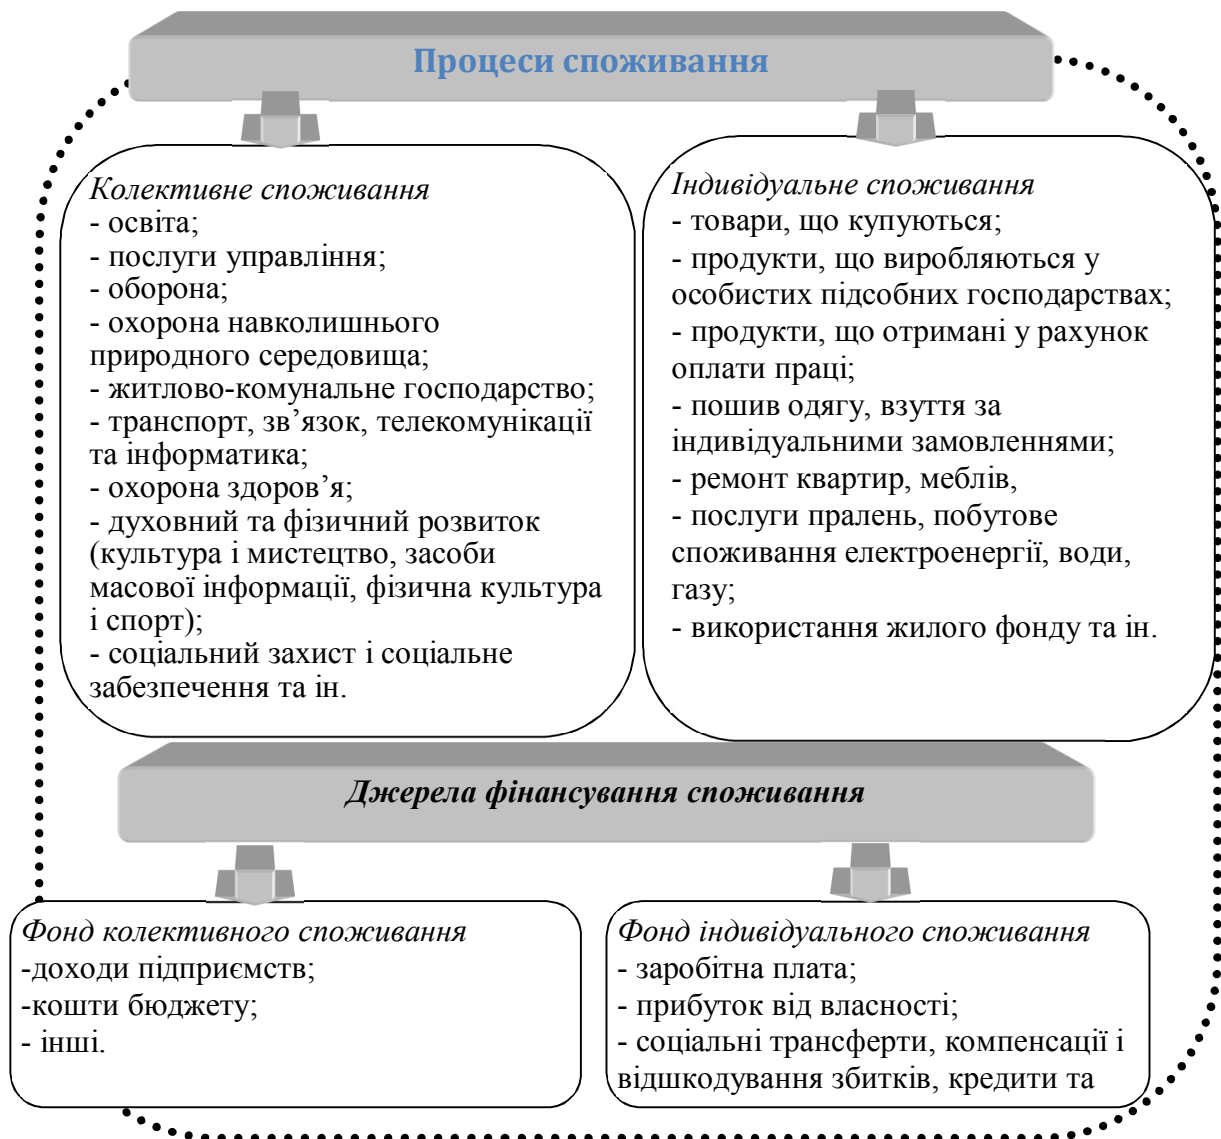 Процеси споживання
Колективне споживання
- освіта;
- послуги управління;
- оборона;
- охорона навколишнього
природного середовища;
- житлово-комунальне господарство;
- транспорт, зв’язок, телекомунікації
та інформатика;
- охорона здоров’я;
- духовний та фізичний розвиток
(культура і мистецтво, засоби
масової інформації, фізична культура
і спорт);
- соціальний захист і соціальне
забезпечення та ін.
Індивідуальне споживання
- товари, що купуються;
- продукти, що виробляються у
особистих підсобних господарствах;
- продукти, що отримані у рахунок
оплати праці;
- пошив одягу, взуття за
індивідуальними замовленнями;
- ремонт квартир, меблів,
- послуги пралень, побутове
споживання електроенергії, води,
газу;
- використання жилого фонду та ін.
Джерела фінансування споживання
Фонд колективного споживання
-доходи підприємств;
-кошти бюджету;
- інші.
Фонд індивідуального споживання
- заробітна плата;
- прибуток від власності;
- соціальні трансферти, компенсації і
відшкодування збитків, кредити та